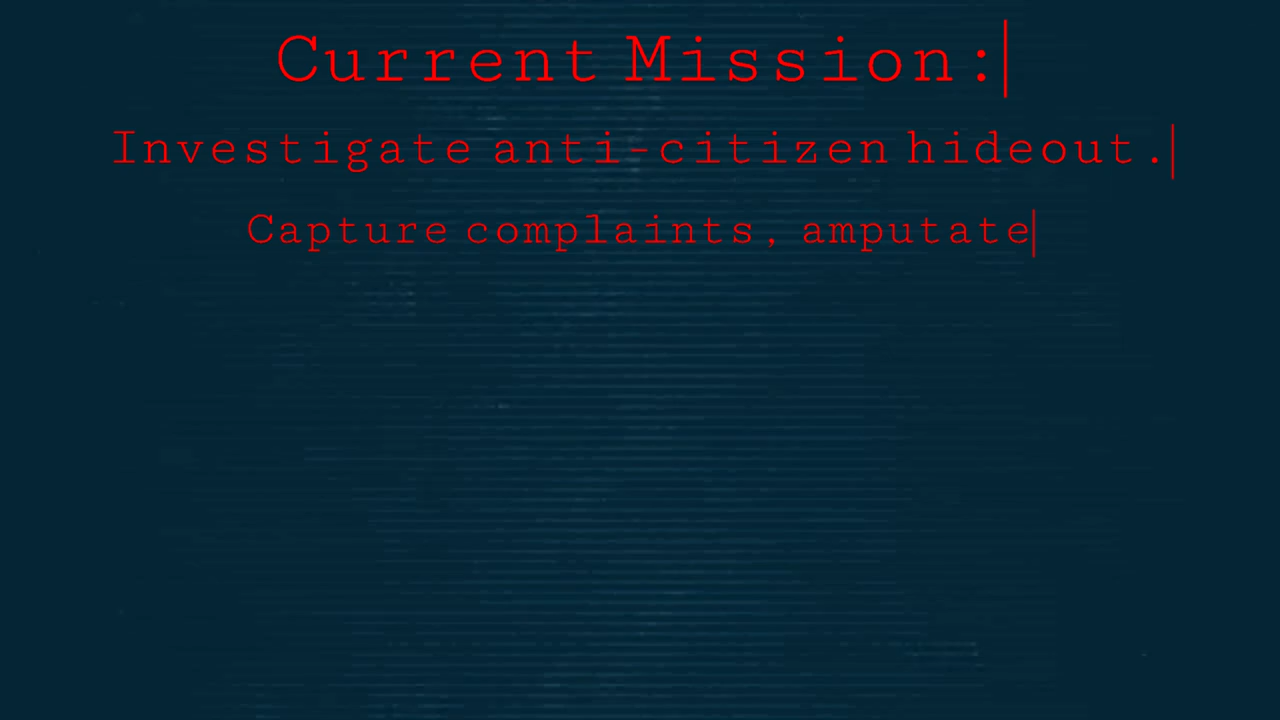 Current Mission:
Investigate anti-citizen hideout.
Capture complaints, amputate